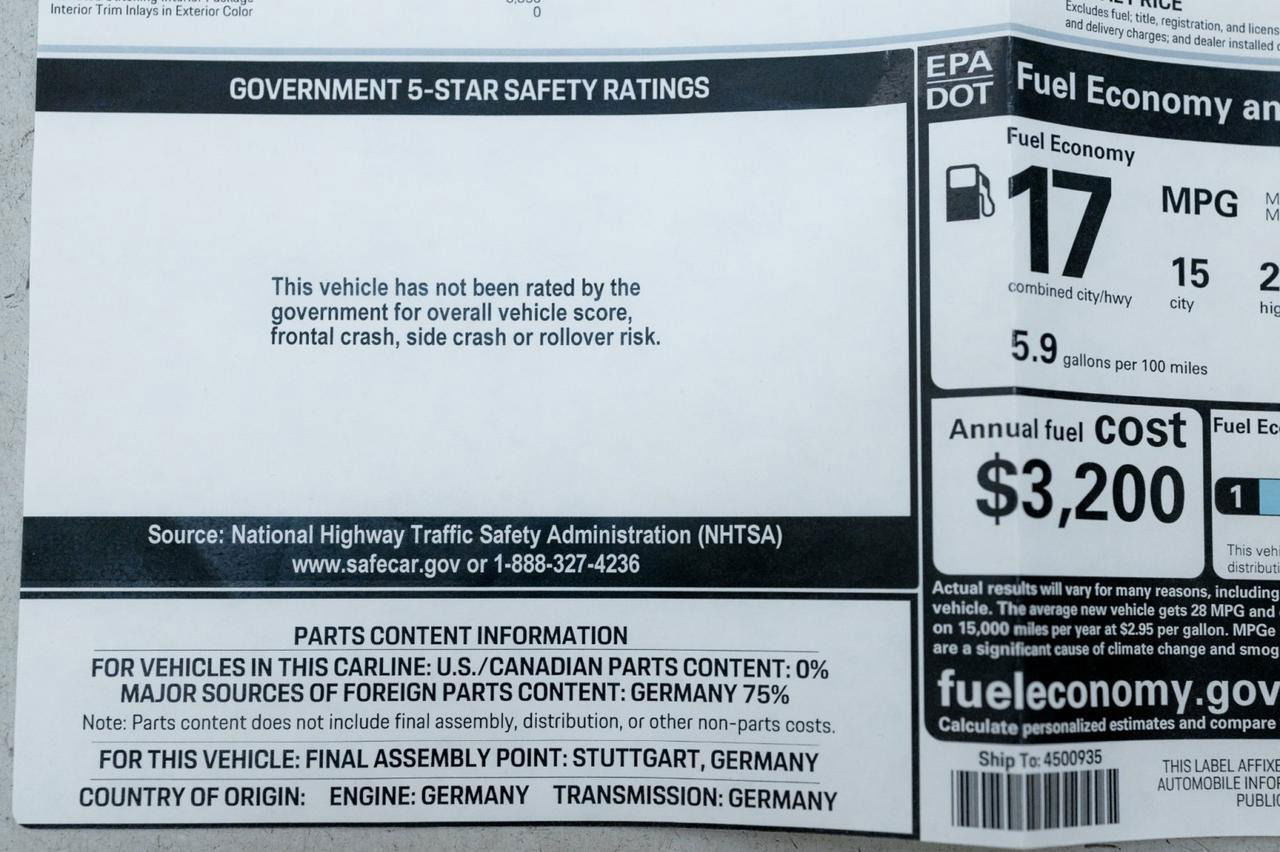 Interior Trim Inlays in Exterior Color 0
Excludes fuel; title, registration, and
and delivery charges; and dealer installed
GOVERNMENT 5-STAR SAFETY RATINGS
This vehicle has not been rated by the
government for overall vehicle score,
frontal crash, side crash or rollover risk.
Source: National Highway Traffic Safety Administration (NHTSA)
www.safecar.gov or 1-888-327-4236
PARTS CONTENT INFORMATION
FOR VEHICLES IN THIS CARLINE: U.S./CANADIAN PARTS CONTENT: 0%
MAJOR SOURCES OF FOREIGN PARTS CONTENT: GERMANY 75%
Note: Parts content does not include final assembly, distribution, or other non-parts costs.
FOR THIS VEHICLE: FINAL ASSEMBLY POINT: STUTTGART, GERMANY
COUNTRY OF ORIGIN: ENGINE: GERMANY TRANSMISSION: GERMANY
EPA
DOT
Fuel Economy an
Fuel Economy
17 MPG
combined city/hwy
15
city
5.9 gallons per 100 miles
Annual fuel cost
$3,200
Fuel Ec
1
This vehi
distributi
Actual results will vary for many reasons, including
vehicle. The average new vehicle gets 28 MPG and
on 15,000 miles per year at $2.95 per gallon. MPGe
are a significant cause of climate change and smog
fueleconomy.gov
Calculate personalized estimates and compare
Ship To: 4500935
THIS LABEL AFFIXE
AUTOMOBILE INFOR
PUBLIC